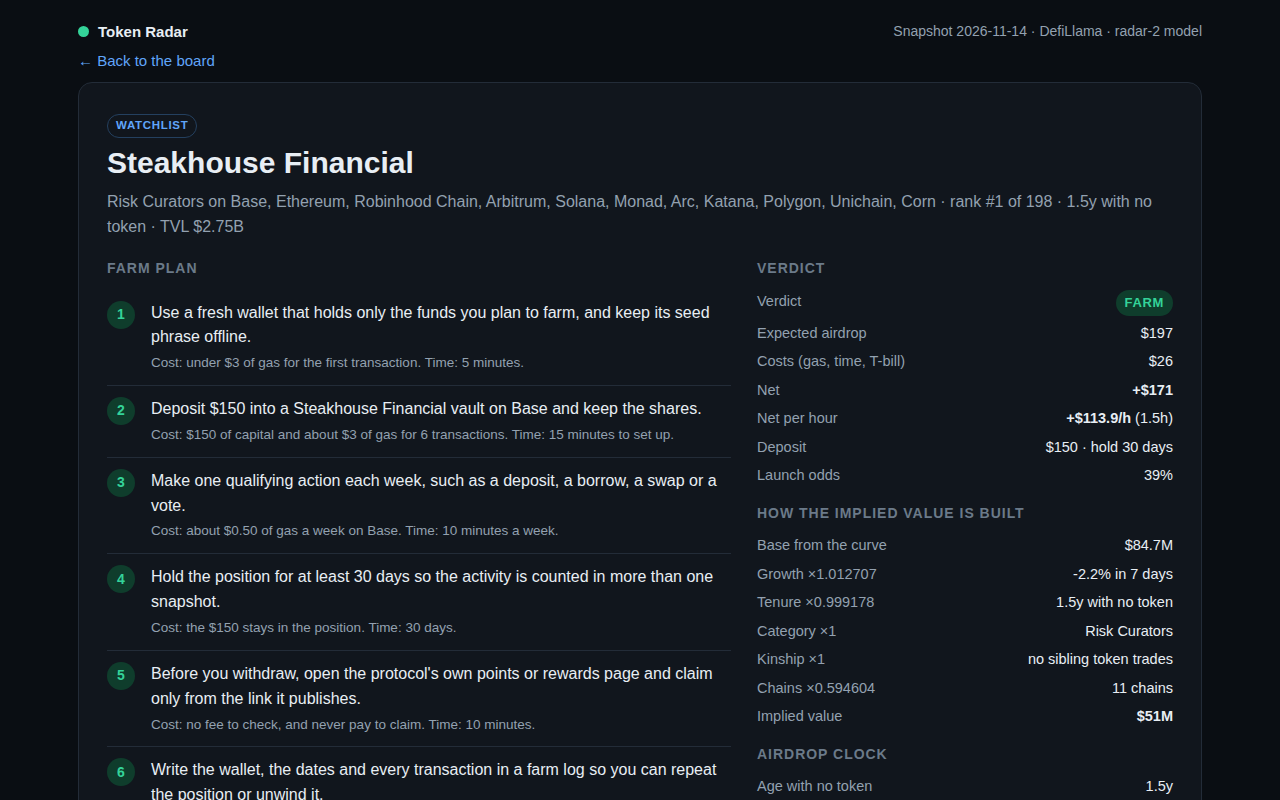 Token Radar
Snapshot 2026-11-14 · DefiLlama · radar-2 model
← Back to the board
WATCHLIST
Steakhouse Financial
Risk Curators on Base, Ethereum, Robinhood Chain, Arbitrum, Solana, Monad, Arc, Katana, Polygon, Unichain, Corn · rank #1 of 198 · 1.5y with no
token · TVL $2.75B
FARM PLAN
1
Use a fresh wallet that holds only the funds you plan to farm, and keep its seed
phrase offline.
Cost: under $3 of gas for the first transaction. Time: 5 minutes.
2
Deposit $150 into a Steakhouse Financial vault on Base and keep the shares.
Cost: $150 of capital and about $3 of gas for 6 transactions. Time: 15 minutes to set up.
3
Make one qualifying action each week, such as a deposit, a borrow, a swap or a
vote.
Cost: about $0.50 of gas a week on Base. Time: 10 minutes a week.
4
Hold the position for at least 30 days so the activity is counted in more than one
snapshot.
Cost: the $150 stays in the position. Time: 30 days.
5
Before you withdraw, open the protocol's own points or rewards page and claim
only from the link it publishes.
Cost: no fee to check, and never pay to claim. Time: 10 minutes.
6
Write the wallet, the dates and every transaction in a farm log so you can repeat
the position or unwind it.
VERDICT
Verdict FARM
Expected airdrop $197
Costs (gas, time, T-bill) $26
Net +$171
Net per hour +$113.9/h (1.5h)
Deposit $150 · hold 30 days
Launch odds 39%
HOW THE IMPLIED VALUE IS BUILT
Base from the curve $84.7M
Growth ×1.012707 -2.2% in 7 days
Tenure ×0.999178 1.5y with no token
Category ×1 Risk Curators
Kinship ×1 no sibling token trades
Chains ×0.594604 11 chains
Implied value $51M
AIRDROP CLOCK
Age with no token 1.5y